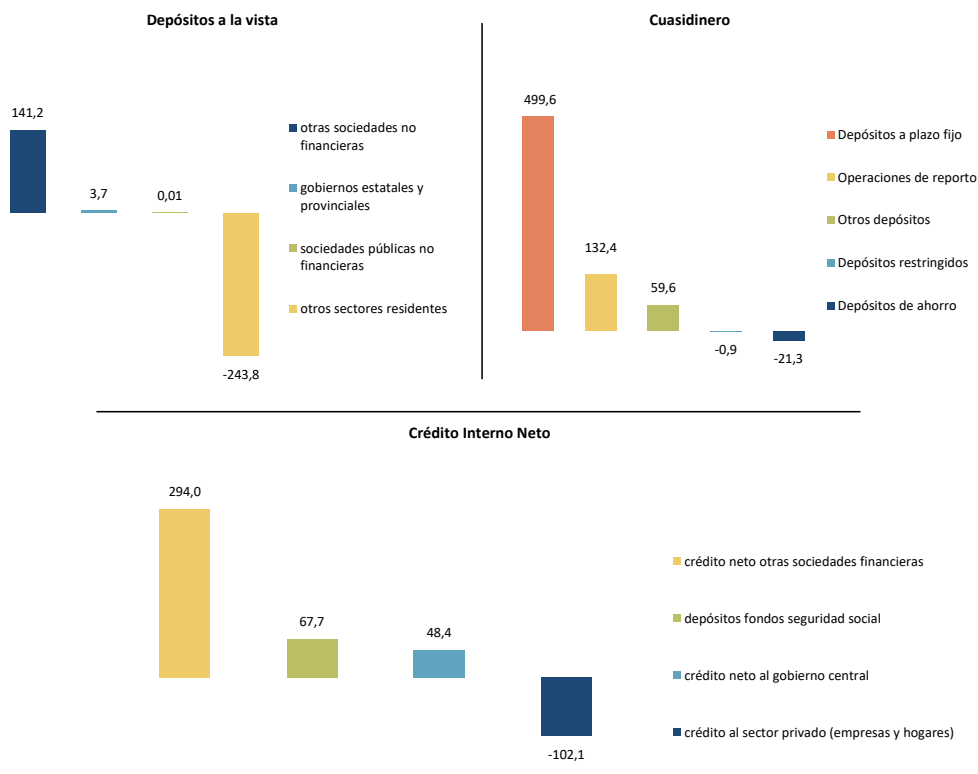 Depósitos a la vista
141,2
3,7
0,01
-243,8
otras sociedades no
financieras
gobiernos estatales y
provinciales
sociedades públicas no
financieras
otros sectores residentes
Cuasidinero
499,6
132,4
59,6
-0,9
-21,3
Depósitos a plazo fijo
Operaciones de reporto
Otros depósitos
Depósitos restringidos
Depósitos de ahorro
Crédito Interno Neto
294,0
67,7
48,4
-102,1
crédito neto otras sociedades financieras
depósitos fondos seguridad social
crédito neto al gobierno central
crédito al sector privado (empresas y hogares)